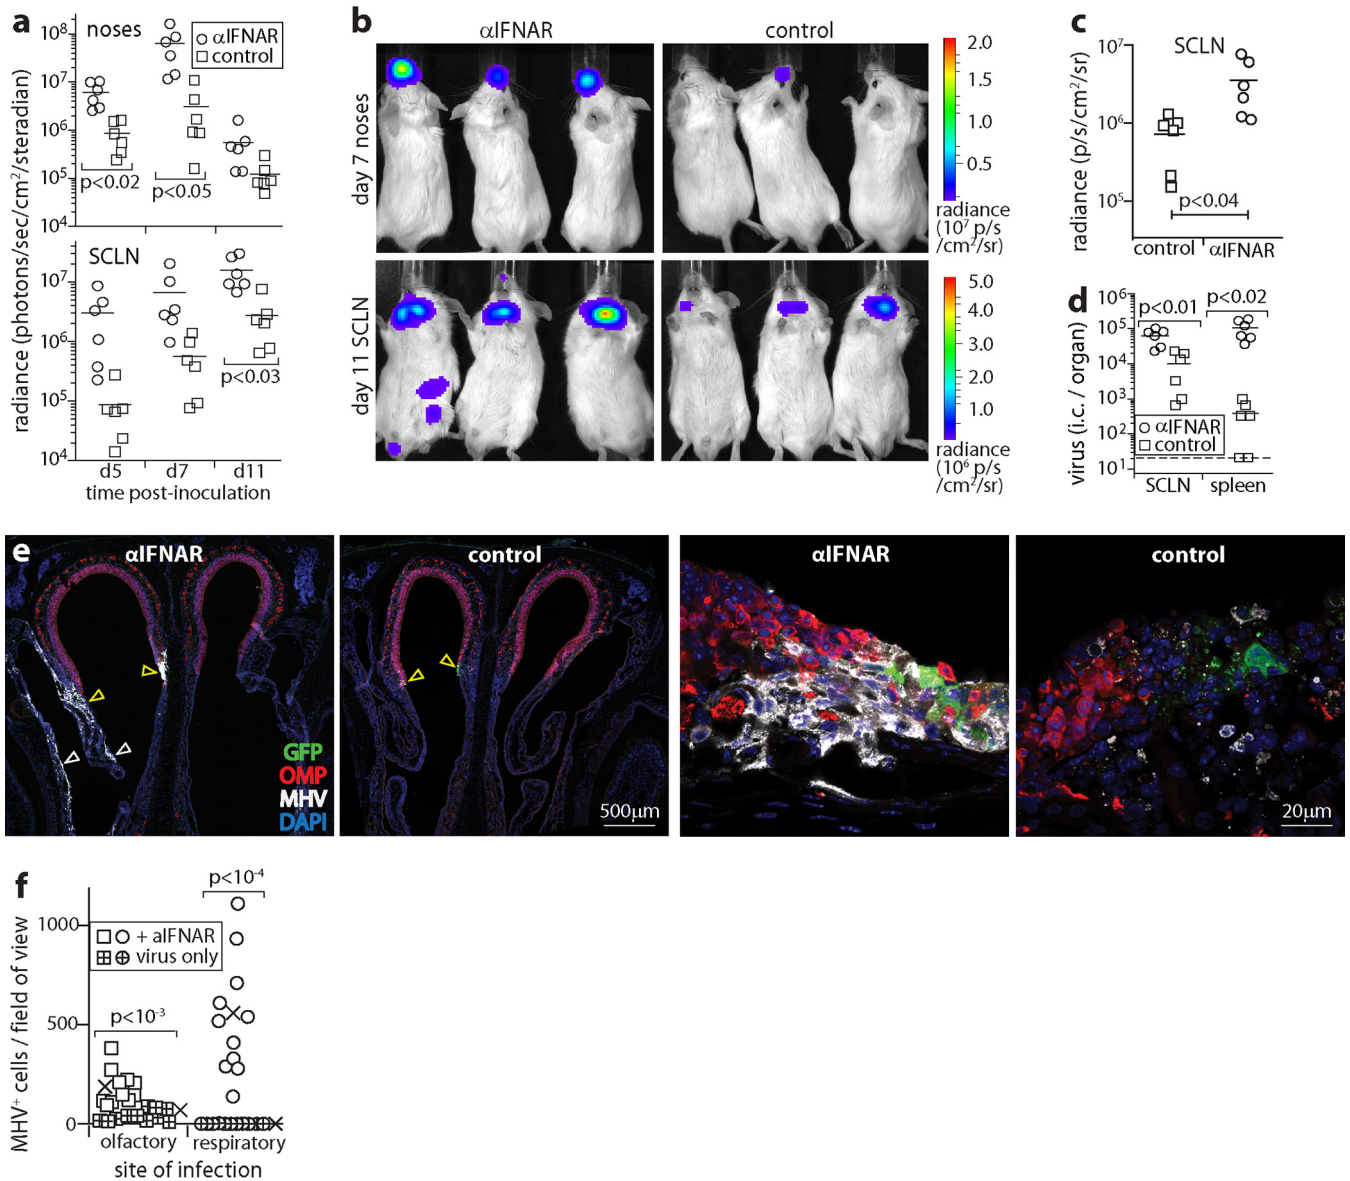 a
noses
αIFNAR
control
10⁸
10⁷
10⁶
10⁵
10⁴
p<0.02
p<0.05
SCLN
10⁷
10⁶
10⁵
10⁴
p<0.03
d5 d7 d11
time post-inoculation
radiance (photons/sec/cm²/steradian)
b
αIFNAR control
day 7 noses
2.0
1.5
1.0
0.5
radiance
(10⁷ p/s
/cm²/sr)
day 11 SCLN
5.0
4.0
3.0
2.0
1.0
radiance
(10⁶ p/s
/cm²/sr)
c
SCLN
10⁷
10⁶
10⁵
p<0.04
control αIFNAR
radiance (p/s/cm²/sr)
d
p<0.01 p<0.02
10⁶
10⁵
10⁴
10³
10²
10¹
αIFNAR
control
SCLN spleen
virus (i.c. / organ)
e
αIFNAR
control
αIFNAR
control
GFP
OMP
MHV
DAPI
500μm
20μm
f
p<10⁻⁴
1000
+ aIFNAR
virus only
500
p<10⁻³
0
olfactory respiratory
site of infection
MHV⁺ cells / field of view